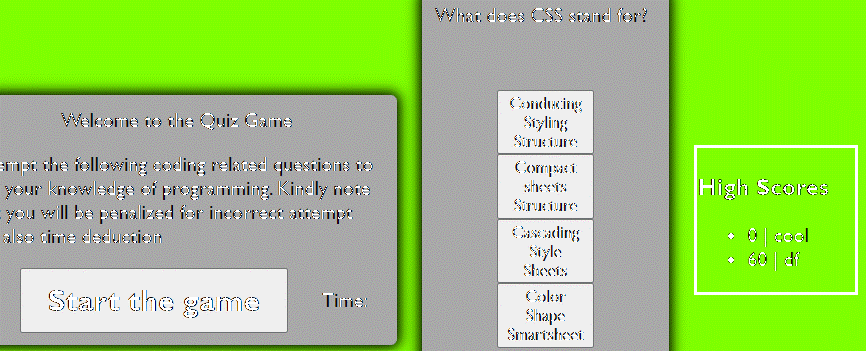 Welcome to the Quiz Game
empt the following coding related questions to
your knowledge of programming. Kindly note
you will be penalized for incorrect attempt
also time deduction
Start the game
Time:
What does CSS stand for?
Conducing
Styling
Structure
Compact
sheets
Structure
Cascading
Style
Sheets
Color
Shape
Smartsheet
High Scores
• 0 | cool
• 60 | df